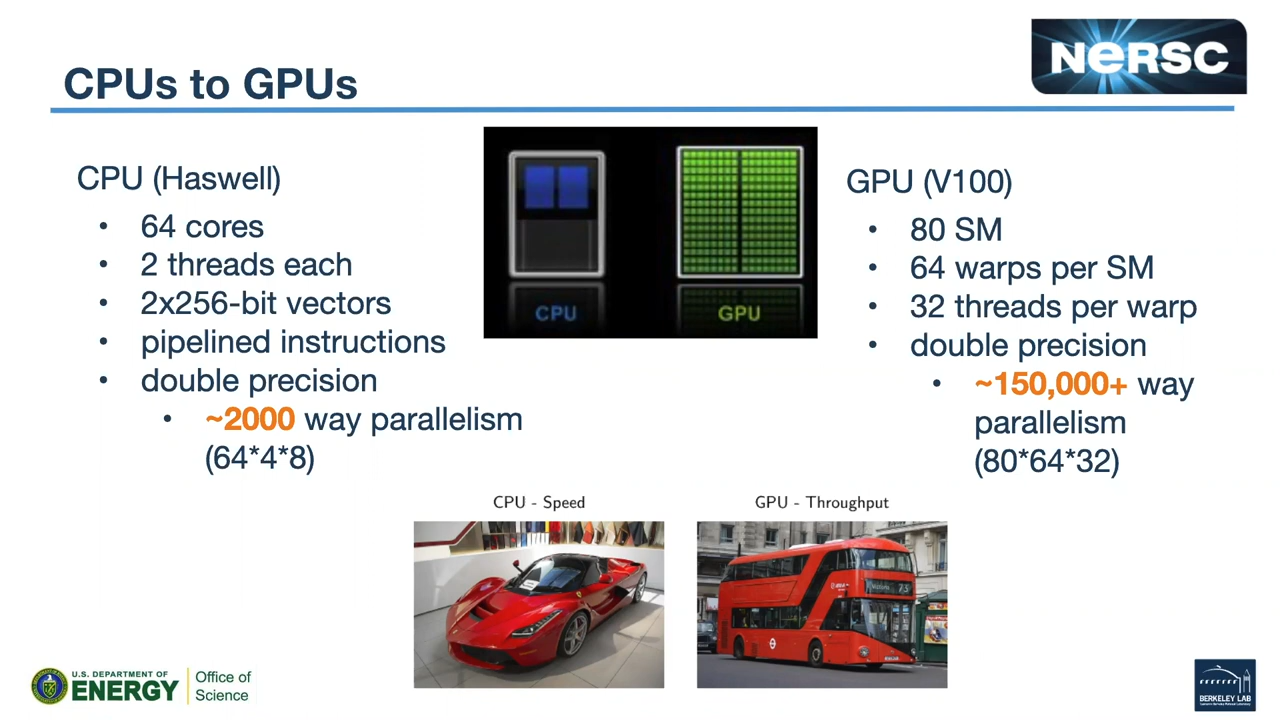 NERSC
CPUs to GPUs
CPU (Haswell)
• 64 cores
• 2 threads each
• 2x256-bit vectors
• pipelined instructions
• double precision
• ~2000 way parallelism
(64*4*8)
CPU
GPU
GPU (V100)
• 80 SM
• 64 warps per SM
• 32 threads per warp
• double precision
• ~150,000+ way
parallelism
(80*64*32)
CPU - Speed
GPU - Throughput
73
U.S. DEPARTMENT OF
ENERGY
Office of
Science
BERKELEY LAB